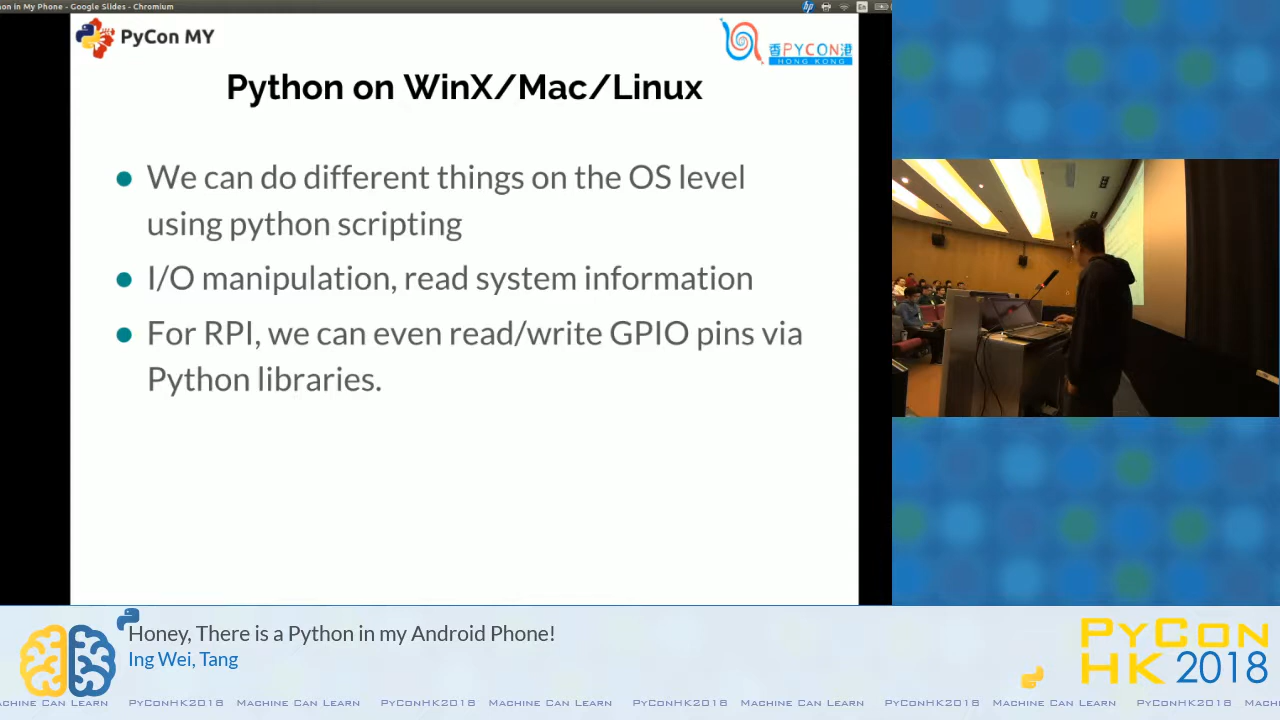 on in My Phone - Google Slides - Chromium
hp
En
PyCon MY
香PYCON港
HONG KONG
Python on WinX/Mac/Linux
We can do different things on the OS level
using python scripting
I/O manipulation, read system information
For RPI, we can even read/write GPIO pins via
Python libraries.
Honey, There is a Python in my Android Phone!
Ing Wei, Tang
PyCon
HK 2018
achine Can Learn PyConHK2018 Machine Can Learn PyConHK2018 Machine Can Learn PyConHK2018 Machine Can Learn PyConHK2018 Machine Can Learn PyConHK2018 Mach